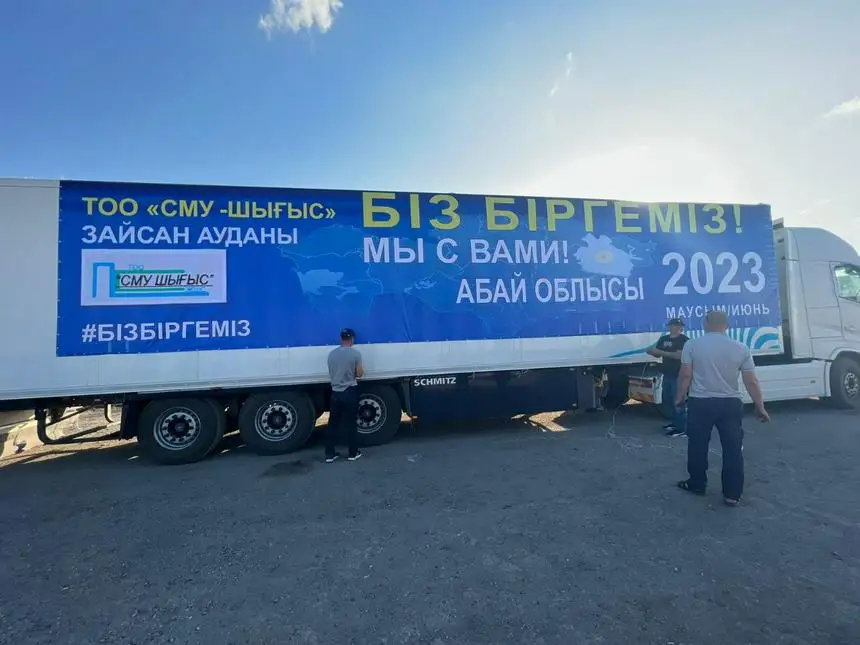 ТОО «СМУ -ШЫҒЫС»
ЗАЙСАН АУДАНЫ
ТОО
"СМУ ШЫҒЫС"
#БІЗБІРГЕМІЗ
БІЗ БІРГЕМІЗ!
МЫ С ВАМИ!
АБАЙ ОБЛЫСЫ
2023
МАУСЫМ/ИЮНЬ
SCHMITZ